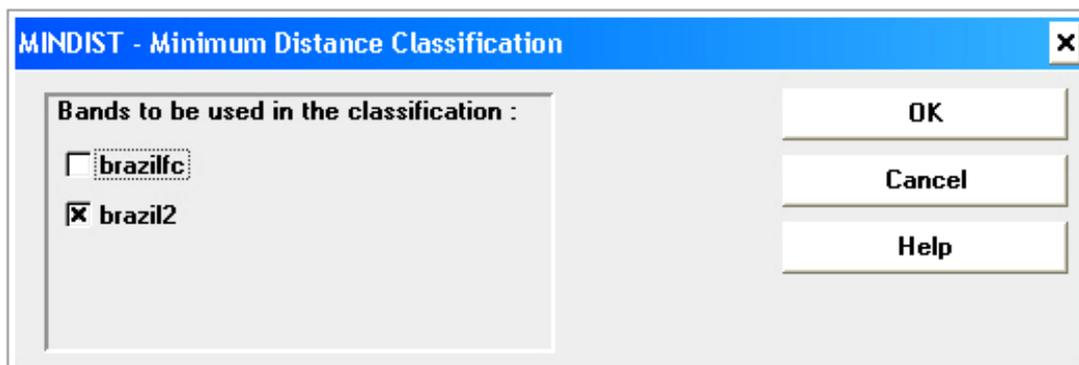 MINDIST - Minimum Distance Classification
Bands to be used in the classification :
brazilfc
brazil2
OK
Cancel
Help